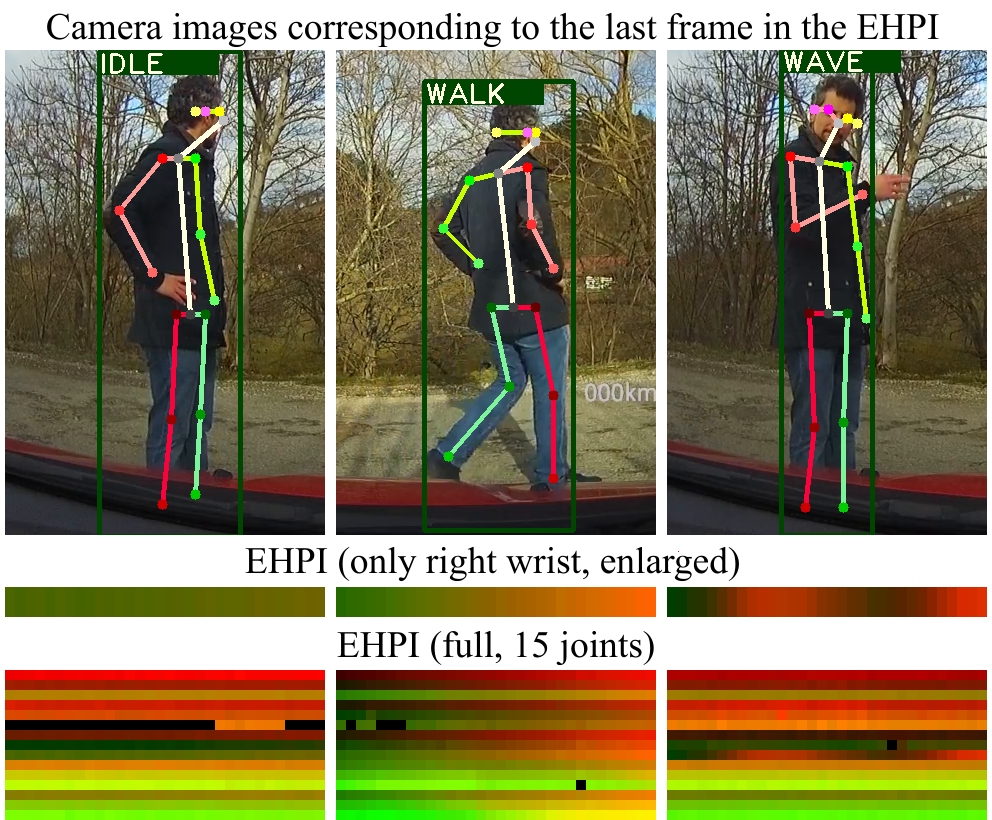 Camera images corresponding to the last frame in the EHPI
IDLE
WALK
WAVE
000km
EHPI (only right wrist, enlarged)
EHPI (full, 15 joints)